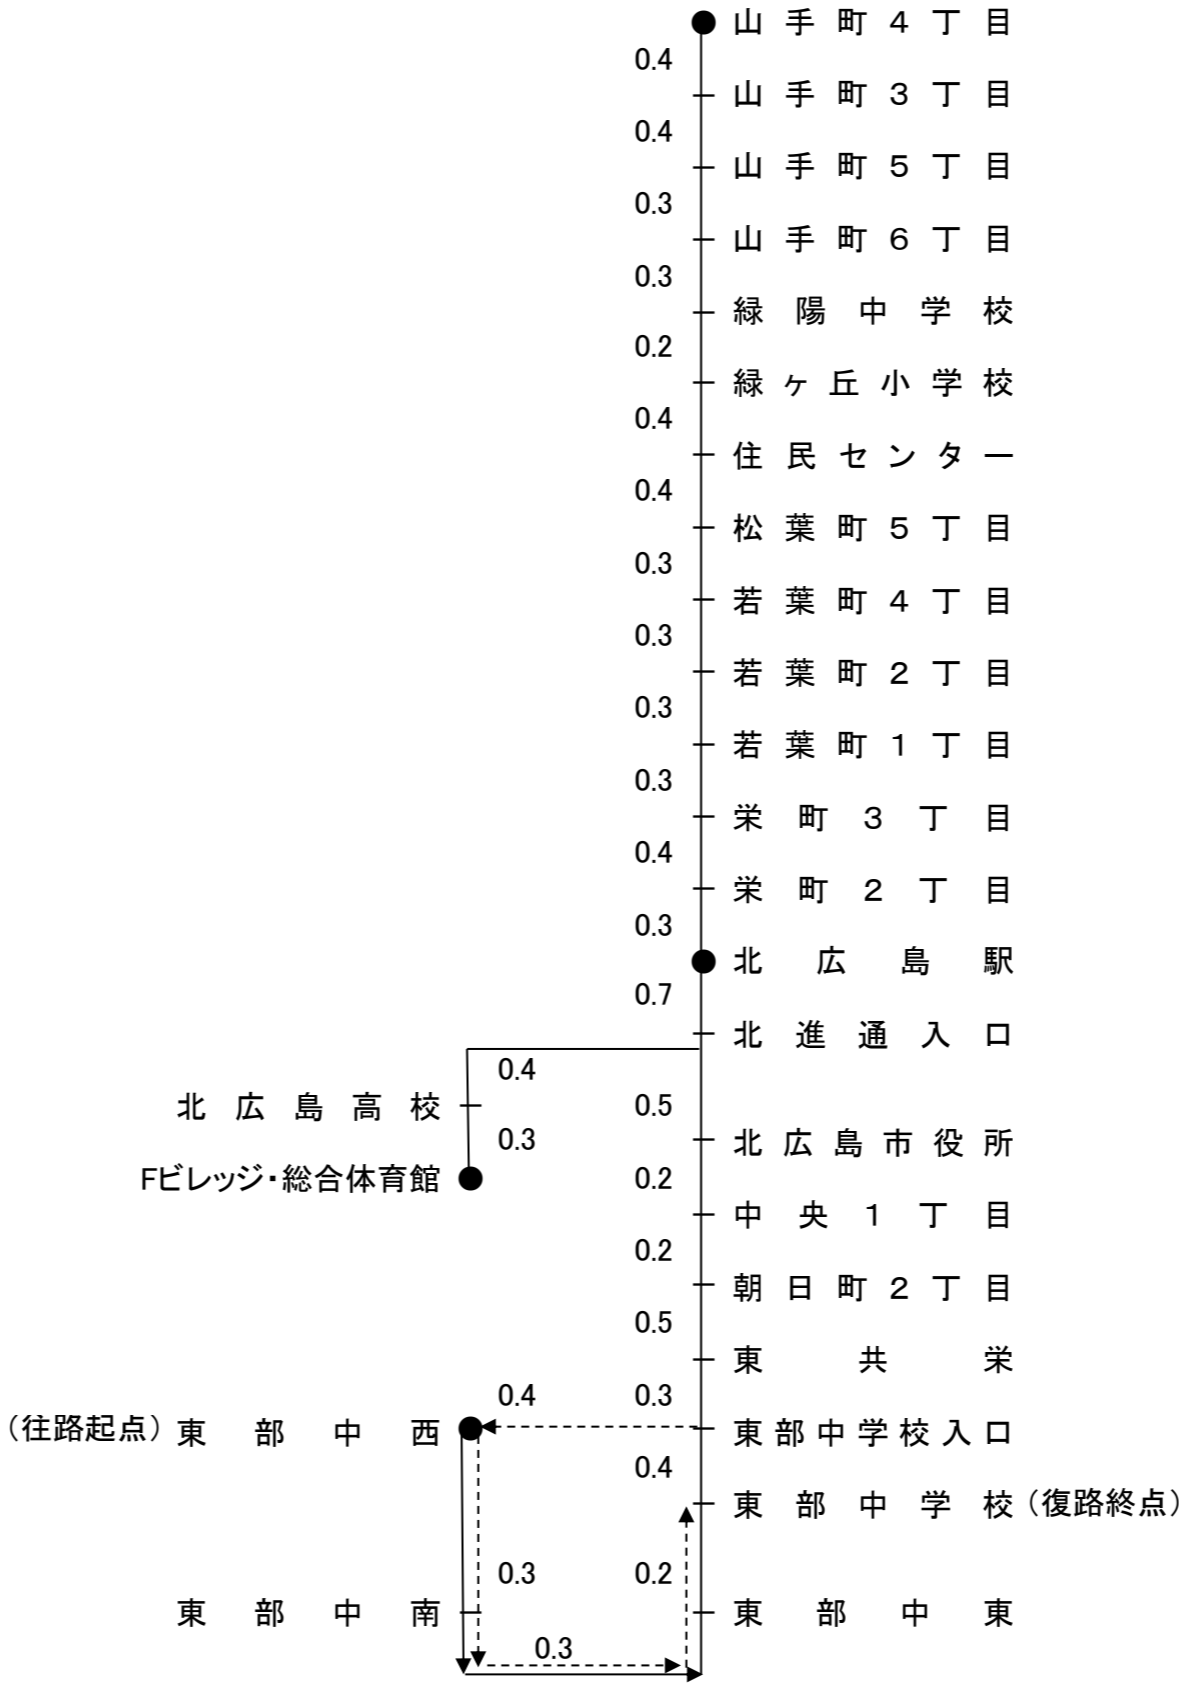 山手町４丁目
0.4
山手町３丁目
0.4
山手町５丁目
0.3
山手町６丁目
0.3
緑陽中学校
0.2
緑ヶ丘小学校
0.4
住民センター
0.4
松葉町５丁目
0.3
若葉町４丁目
0.3
若葉町２丁目
0.3
若葉町１丁目
0.3
栄町３丁目
0.4
栄町２丁目
0.3
北広島駅
0.7
北進通入口
0.4
北広島高校
0.3
Fビレッジ・総合体育館
0.5
北広島市役所
0.2
中央１丁目
0.2
朝日町２丁目
0.5
東共栄
0.4
0.3
（往路起点）東部中西
東部中学校入口
0.4
東部中学校（復路終点）
0.3
0.2
東部中南
東部中東
0.3